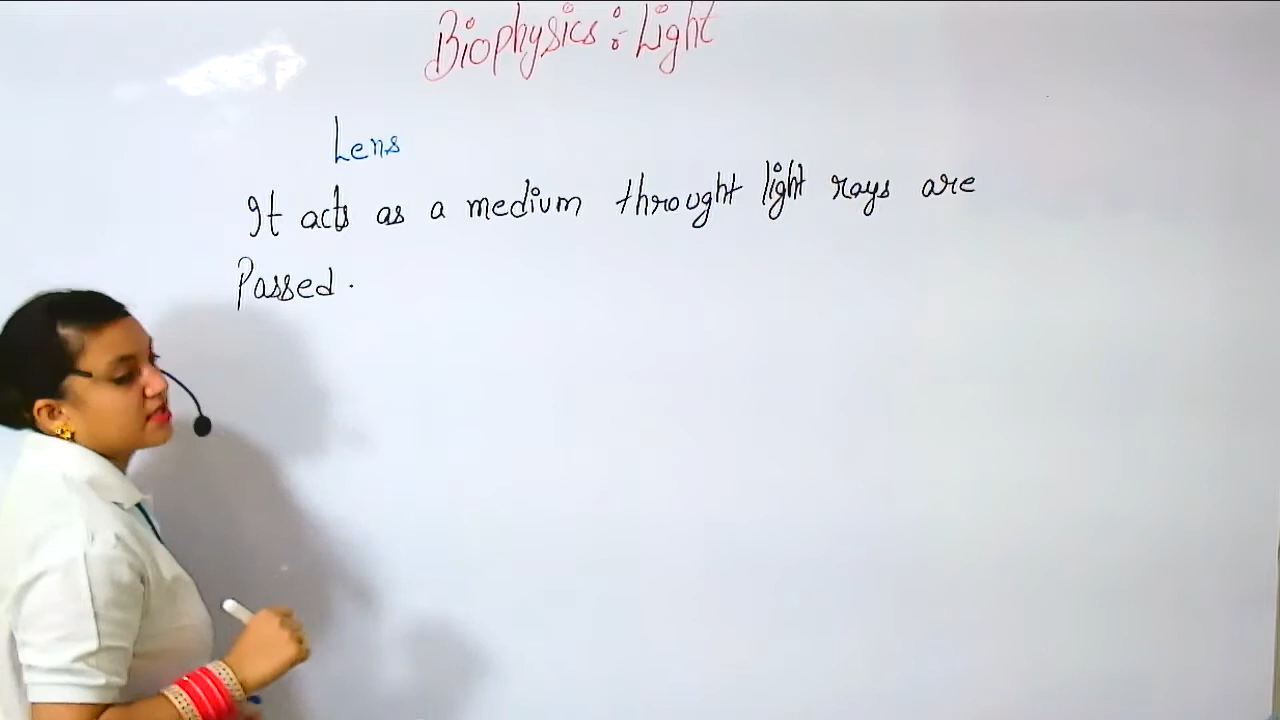 Biophysics :- Light
Lens
It acts as a medium throught light rays are
Passed.